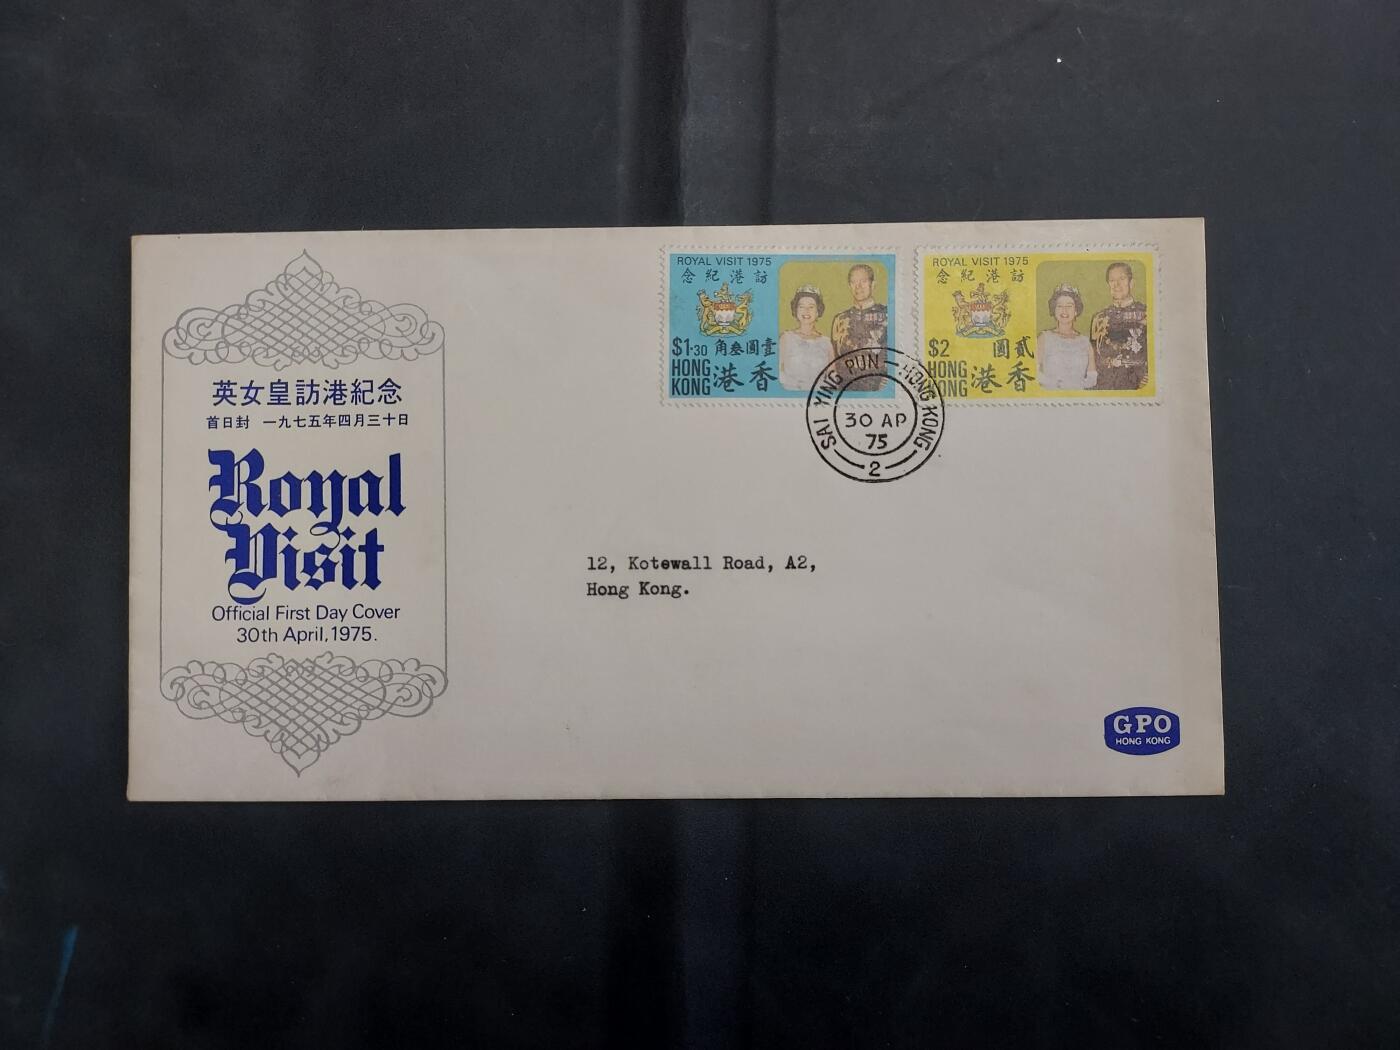 英女皇訪港紀念
首日封 一九七五年四月三十日
Royal
Visit
Official First Day Cover
30th April, 1975.
ROYAL VISIT 1975
念紀港訪
$1·30 角叁圓壹
HONG
KONG 港香
ROYAL VISIT 1975
念紀港訪
$2 圓貳
HONG
KONG 港香
SAI YING PUN — HONG KONG
30 AP
75
2
12, Kotewall Road, A2,
Hong Kong.
GPO
HONG KONG